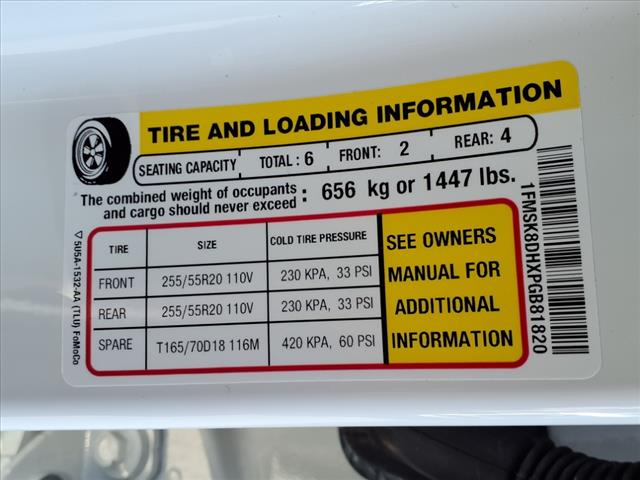 TIRE AND LOADING INFORMATION
SEATING CAPACITY TOTAL : 6 FRONT: 2 REAR: 4
The combined weight of occupants and cargo should never exceed : 656 kg or 1447 lbs.
TIRE SIZE COLD TIRE PRESSURE
FRONT 255/55R20 110V 230 KPA, 33 PSI
REAR 255/55R20 110V 230 KPA, 33 PSI
SPARE T165/70D18 116M 420 KPA, 60 PSI
SEE OWNERS
MANUAL FOR
ADDITIONAL
INFORMATION
5U5A-1532-AA (TLU) FoMoCo
1FMSK8DHXPGB81820